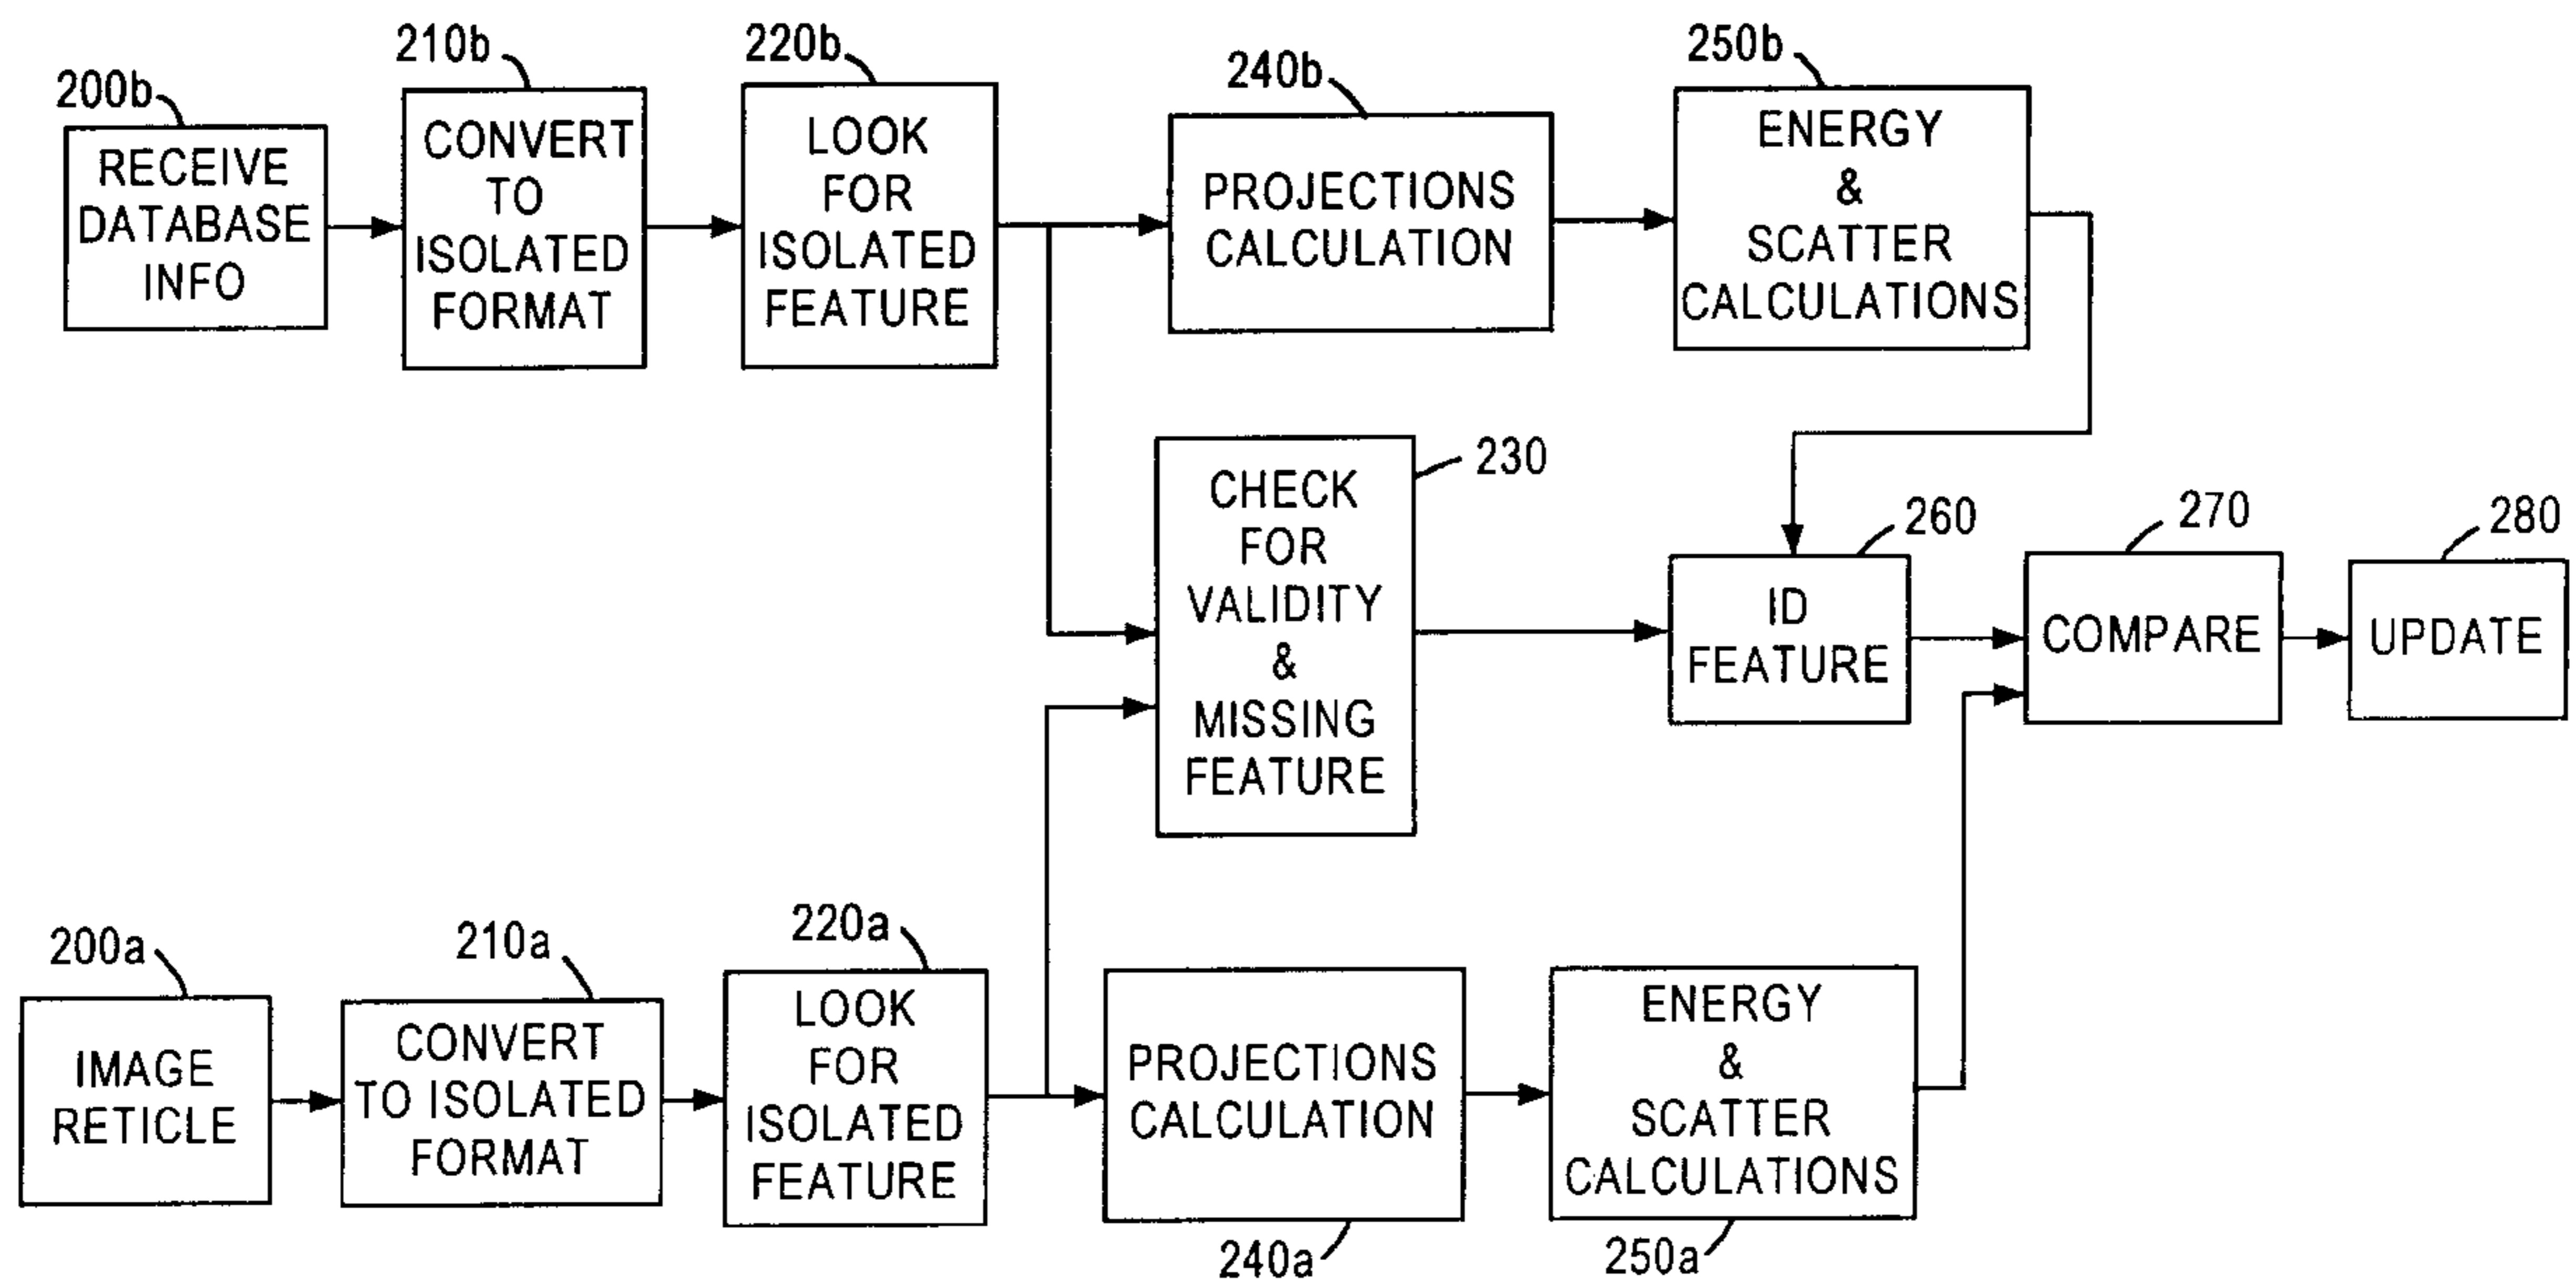 200b
RECEIVE
DATABASE
INFO
210b
CONVERT
TO
ISOLATED
FORMAT
220b
LOOK
FOR
ISOLATED
FEATURE
240b
PROJECTIONS
CALCULATION
250b
ENERGY
&
SCATTER
CALCULATIONS
230
CHECK
FOR
VALIDITY
&
MISSING
FEATURE
260
ID
FEATURE
270
COMPARE
280
UPDATE
200a
IMAGE
RETICLE
210a
CONVERT
TO ISOLATED
FORMAT
220a
LOOK
FOR
ISOLATED
FEATURE
PROJECTIONS
CALCULATION
240a
ENERGY
&
SCATTER
CALCULATIONS
250a